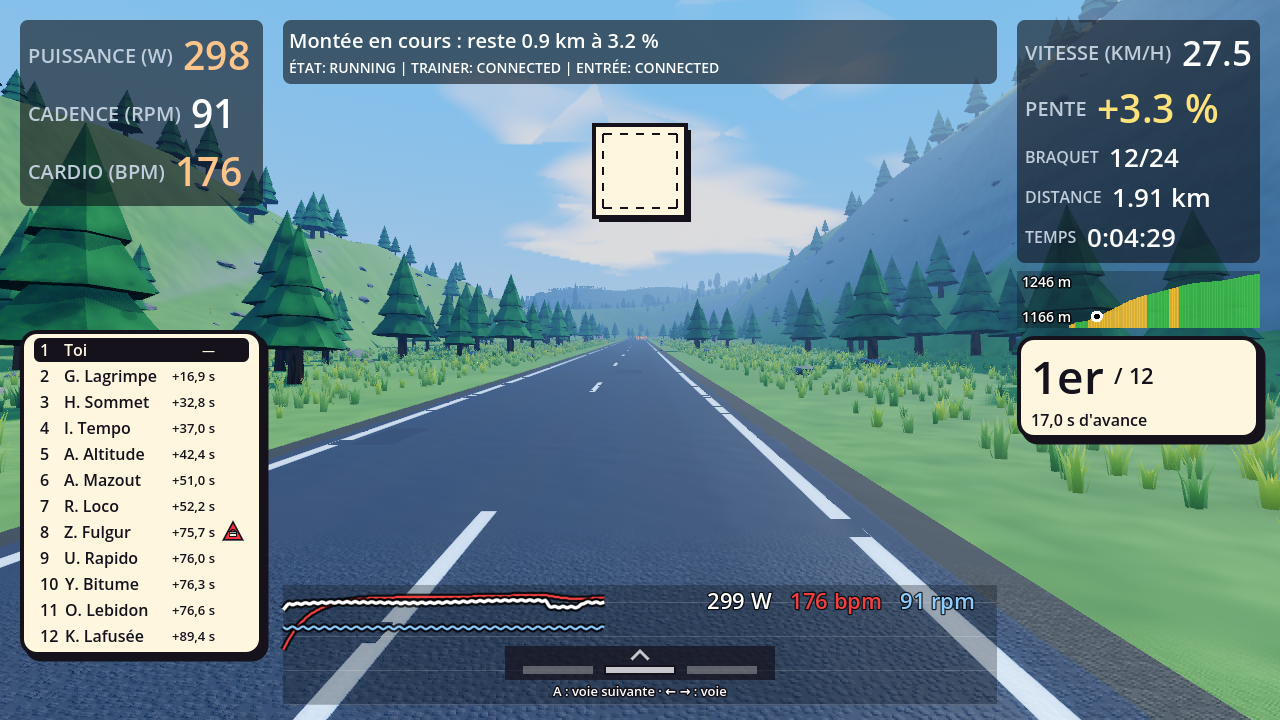 PUISSANCE (W) 298
CADENCE (RPM) 91
CARDIO (BPM) 176
Montée en cours : reste 0.9 km à 3.2 %
ÉTAT: RUNNING | TRAINER: CONNECTED | ENTRÉE: CONNECTED
VITESSE (KM/H) 27.5
PENTE +3.3 %
BRAQUET 12/24
DISTANCE 1.91 km
TEMPS 0:04:29
1246 m
1166 m
1er / 12
17,0 s d'avance
1 Toi —
2 G. Lagrimpe +16,9 s
3 H. Sommet +32,8 s
4 I. Tempo +37,0 s
5 A. Altitude +42,4 s
6 A. Mazout +51,0 s
7 R. Loco +52,2 s
8 Z. Fulgur +75,7 s
9 U. Rapido +76,0 s
10 Y. Bitume +76,3 s
11 O. Lebidon +76,6 s
12 K. Lafusée +89,4 s
299 W 176 bpm 91 rpm
A : voie suivante · ← → : voie